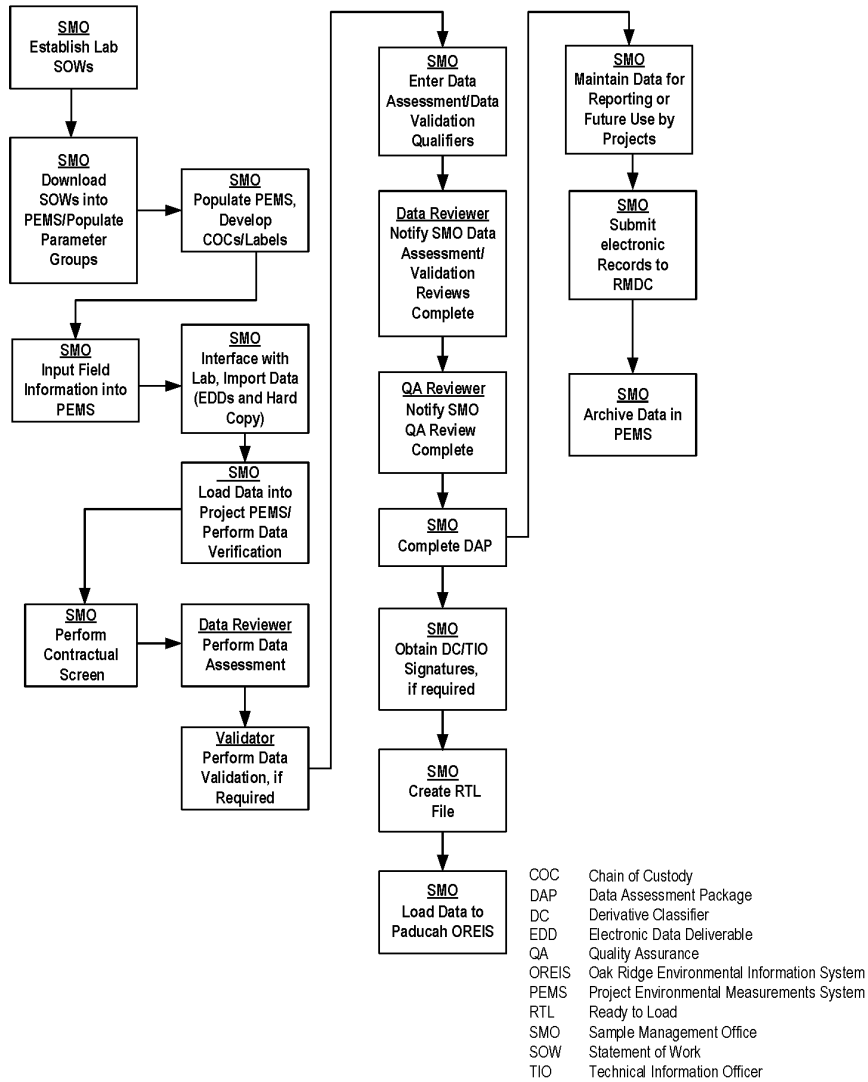 SMO
Establish Lab
SOWs
SMO
Download
SOWs into
PEMS/Populate
Parameter
Groups
SMO
Populate PEMS,
Develop
COCs/Labels
SMO
Input Field
Information into
PEMS
SMO
Interface with
Lab, Import Data
(EDDs and Hard
Copy)
SMO
Load Data into
Project PEMS/
Perform Data
Verification
SMO
Perform
Contractual
Screen
Data Reviewer
Perform Data
Assessment
Validator
Perform Data
Validation, if
Required
SMO
Enter Data
Assessment/Data
Validation
Qualifiers
Data Reviewer
Notify SMO Data
Assessment/
Validation
Reviews
Complete
QA Reviewer
Notify SMO
QA Review
Complete
SMO
Complete DAP
SMO
Obtain DC/TIO
Signatures,
if required
SMO
Create RTL
File
SMO
Load Data to
Paducah OREIS
SMO
Maintain Data for
Reporting or
Future Use by
Projects
SMO
Submit
electronic
Records to
RMDC
SMO
Archive Data in
PEMS
COC Chain of Custody
DAP Data Assessment Package
DC Derivative Classifier
EDD Electronic Data Deliverable
QA Quality Assurance
OREIS Oak Ridge Environmental Information System
PEMS Project Environmental Measurements System
RTL Ready to Load
SMO Sample Management Office
SOW Statement of Work
TIO Technical Information Officer